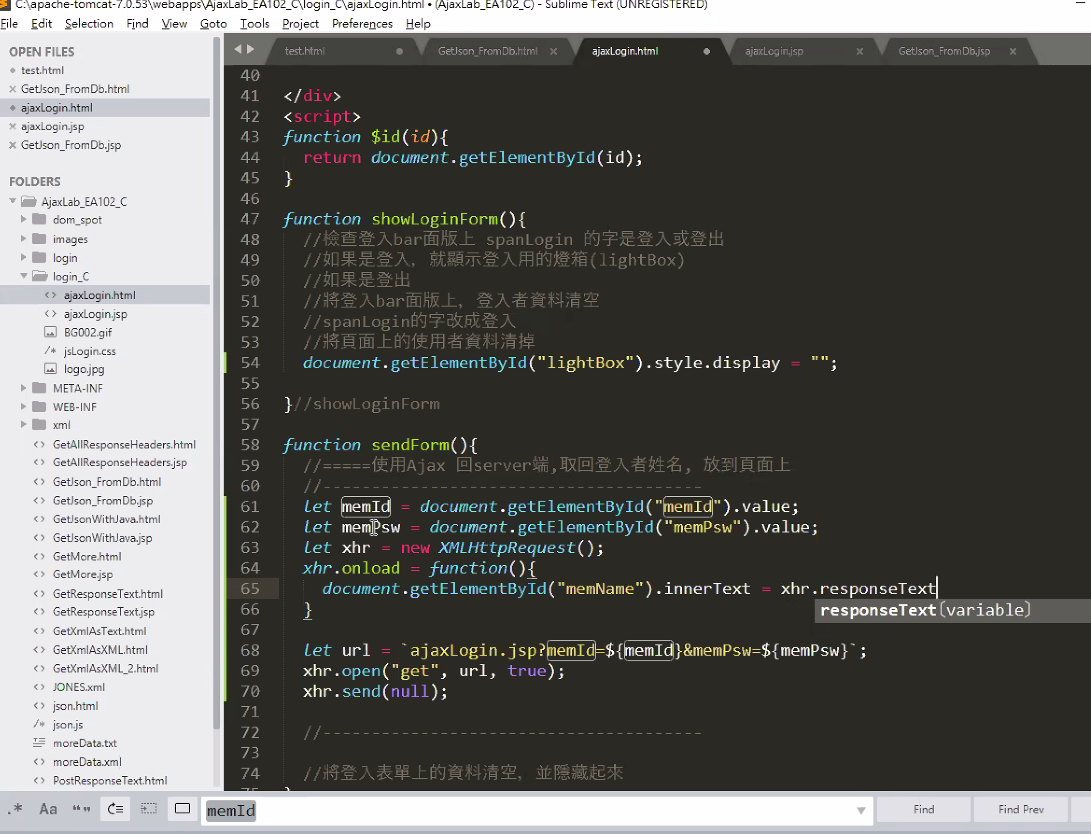 C:\apache-tomcat-7.0.53\webapps\AjaxLab_EA102_C\login_C\ajaxLogin.html • (AjaxLab_EA102_C) - Sublime Text (UNREGISTERED)
File Edit Selection Find View Goto Tools Project Preferences Help
OPEN FILES
test.html
GetJson_FromDb.html
ajaxLogin.html
ajaxLogin.jsp
GetJson_FromDb.jsp
FOLDERS
AjaxLab_EA102_C
dom_spot
images
login
login_C
ajaxLogin.html
ajaxLogin.jsp
BG002.gif
jsLogin.css
logo.jpg
META-INF
WEB-INF
xml
GetAllResponseHeaders.html
GetAllResponseHeaders.jsp
GetJson_FromDb.html
GetJson_FromDb.jsp
GetJsonWithJava.html
GetJsonWithJava.jsp
GetMore.html
GetMore.jsp
GetResponseText.html
GetResponseText.jsp
GetXmlAsText.html
GetXmlAsXML.html
GetXmlAsXML_2.html
JONES.xml
json.html
json.js
moreData.txt
moreData.xml
PostResponseText.html
test.html GetJson_FromDb.html ajaxLogin.html ajaxLogin.jsp GetJson_FromDb.jsp
40
41 </div>
42 <script>
43 function $id(id){
44 return document.getElementById(id);
45 }
46
47 function showLoginForm(){
48 //檢查登入bar面版上 spanLogin 的字是登入或登出
49 //如果是登入, 就顯示登入用的燈箱(lightBox)
50 //如果是登出
51 //將登入bar面版上, 登入者資料清空
52 //spanLogin的字改成登入
53 //將頁面上的使用者資料清掉
54 document.getElementById("lightBox").style.display = "";
55
56 }//showLoginForm
57
58 function sendForm(){
59 //=====使用Ajax 回server端,取回登入者姓名, 放到頁面上
60 //---------------------------------------
61 let memId = document.getElementById("memId").value;
62 let memPsw = document.getElementById("memPsw").value;
63 let xhr = new XMLHttpRequest();
64 xhr.onload = function(){
65 document.getElementById("memName").innerText = xhr.responseText
responseText(variable)
66 }
67
68 let url = `ajaxLogin.jsp?memId=${memId}&memPsw=${memPsw}`;
69 xhr.open("get", url, true);
70 xhr.send(null);
71
72 //---------------------------------------
73
74 //將登入表單上的資料清空, 並隱藏起來
.* Aa “” memId Find Find Prev